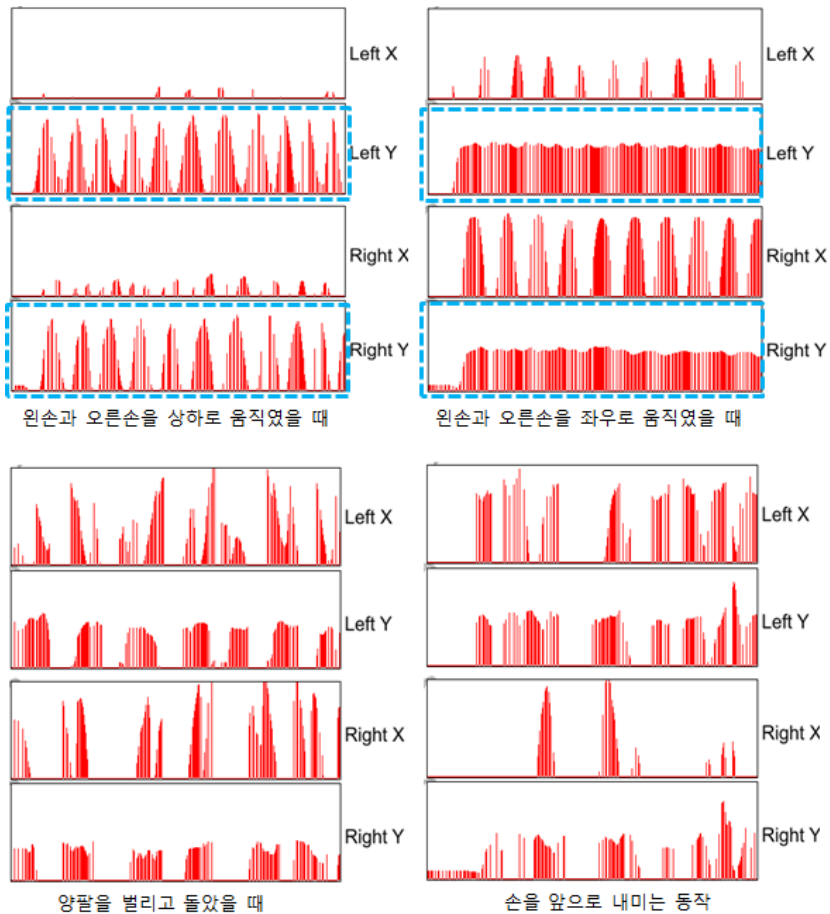 Left X
Left Y
Right X
Right Y
왼손과 오른손을 상하로 움직였을 때
Left X
Left Y
Right X
Right Y
왼손과 오른손을 좌우로 움직였을 때
Left X
Left Y
Right X
Right Y
양팔을 벌리고 돌았을 때
Left X
Left Y
Right X
Right Y
손을 앞으로 내미는 동작